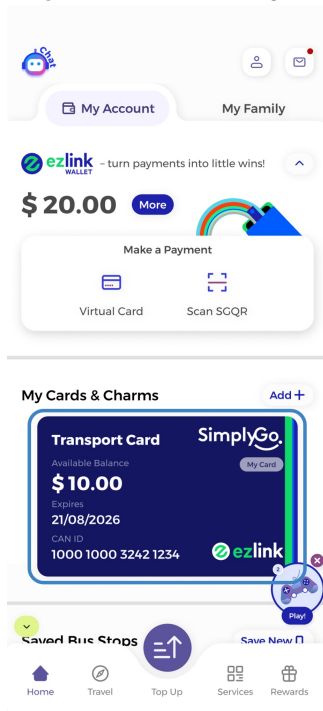 Chat
My Account
My Family
ezlink
WALLET
– turn payments into little wins!
$20.00
More
Make a Payment
Virtual Card
Scan SGQR
My Cards & Charms
Add +
Transport Card
SimplyGo.
Available Balance
My Card
$10.00
Expires
21/08/2026
CAN ID
1000 1000 3242 1234
ezlink
2
Play!
Saved Bus Stops
Save New
Home
Travel
Top Up
Services
Rewards